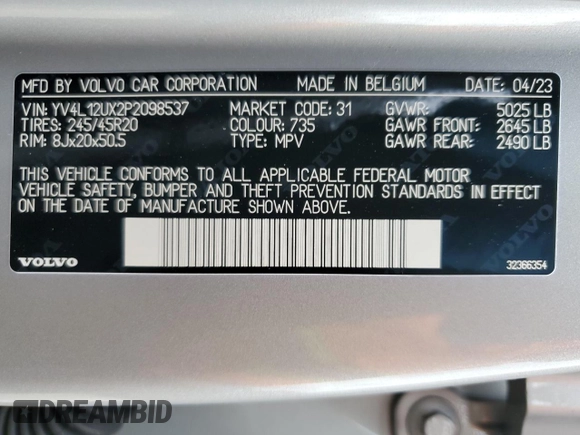 MFD BY VOLVO CAR CORPORATION MADE IN BELGIUM DATE: 04/23
VIN: YV4L12UX2P2098537 MARKET CODE: 31 GVWR: 5025 LB
TIRES: 245/45R20 COLOUR: 735 GAWR FRONT: 2645 LB
RIM: 8Jx20x50.5 TYPE: MPV GAWR REAR: 2490 LB
THIS VEHICLE CONFORMS TO ALL APPLICABLE FEDERAL MOTOR
VEHICLE SAFETY, BUMPER AND THEFT PREVENTION STANDARDS IN EFFECT
ON THE DATE OF MANUFACTURE SHOWN ABOVE.
VOLVO 32366354
DREAMBID